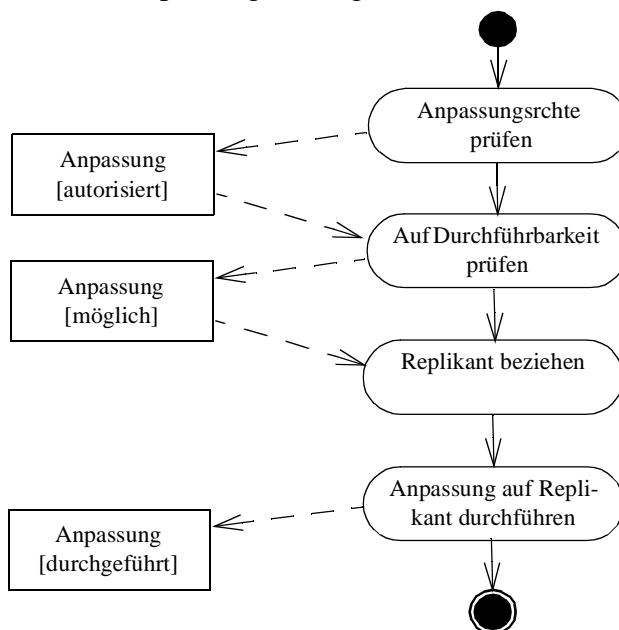 Anpassungsrchte
prüfen
Anpassung
[autorisiert]
Auf Durchführbarkeit
prüfen
Anpassung
[möglich]
Replikant beziehen
Anpassung auf Repli-
kant durchführen
Anpassung
[durchgeführt]